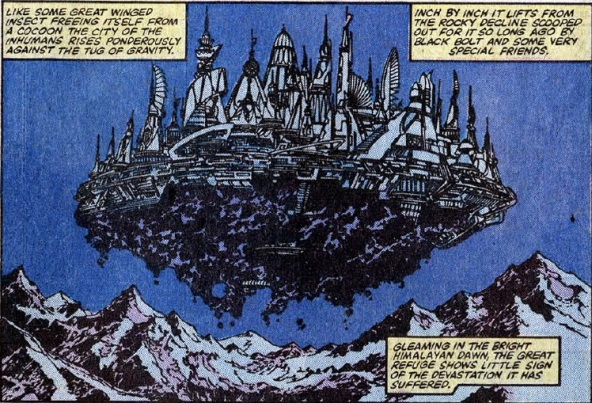 LIKE SOME GREAT WINGED
INSECT FREEING ITSELF FROM
A COCOON THE CITY OF THE
INHUMANS RISES PONDEROUSLY
AGAINST THE TUG OF GRAVITY.
INCH BY INCH IT LIFTS FROM
THE ROCKY DECLINE SCOOPED
OUT FOR IT SO LONG AGO BY
BLACK BOLT AND SOME VERY
SPECIAL FRIENDS.
GLEAMING IN THE BRIGHT
HIMALAYAN DAWN, THE GREAT
REFUGE SHOWS LITTLE SIGN
OF THE DEVASTATION IT HAS
SUFFERED.